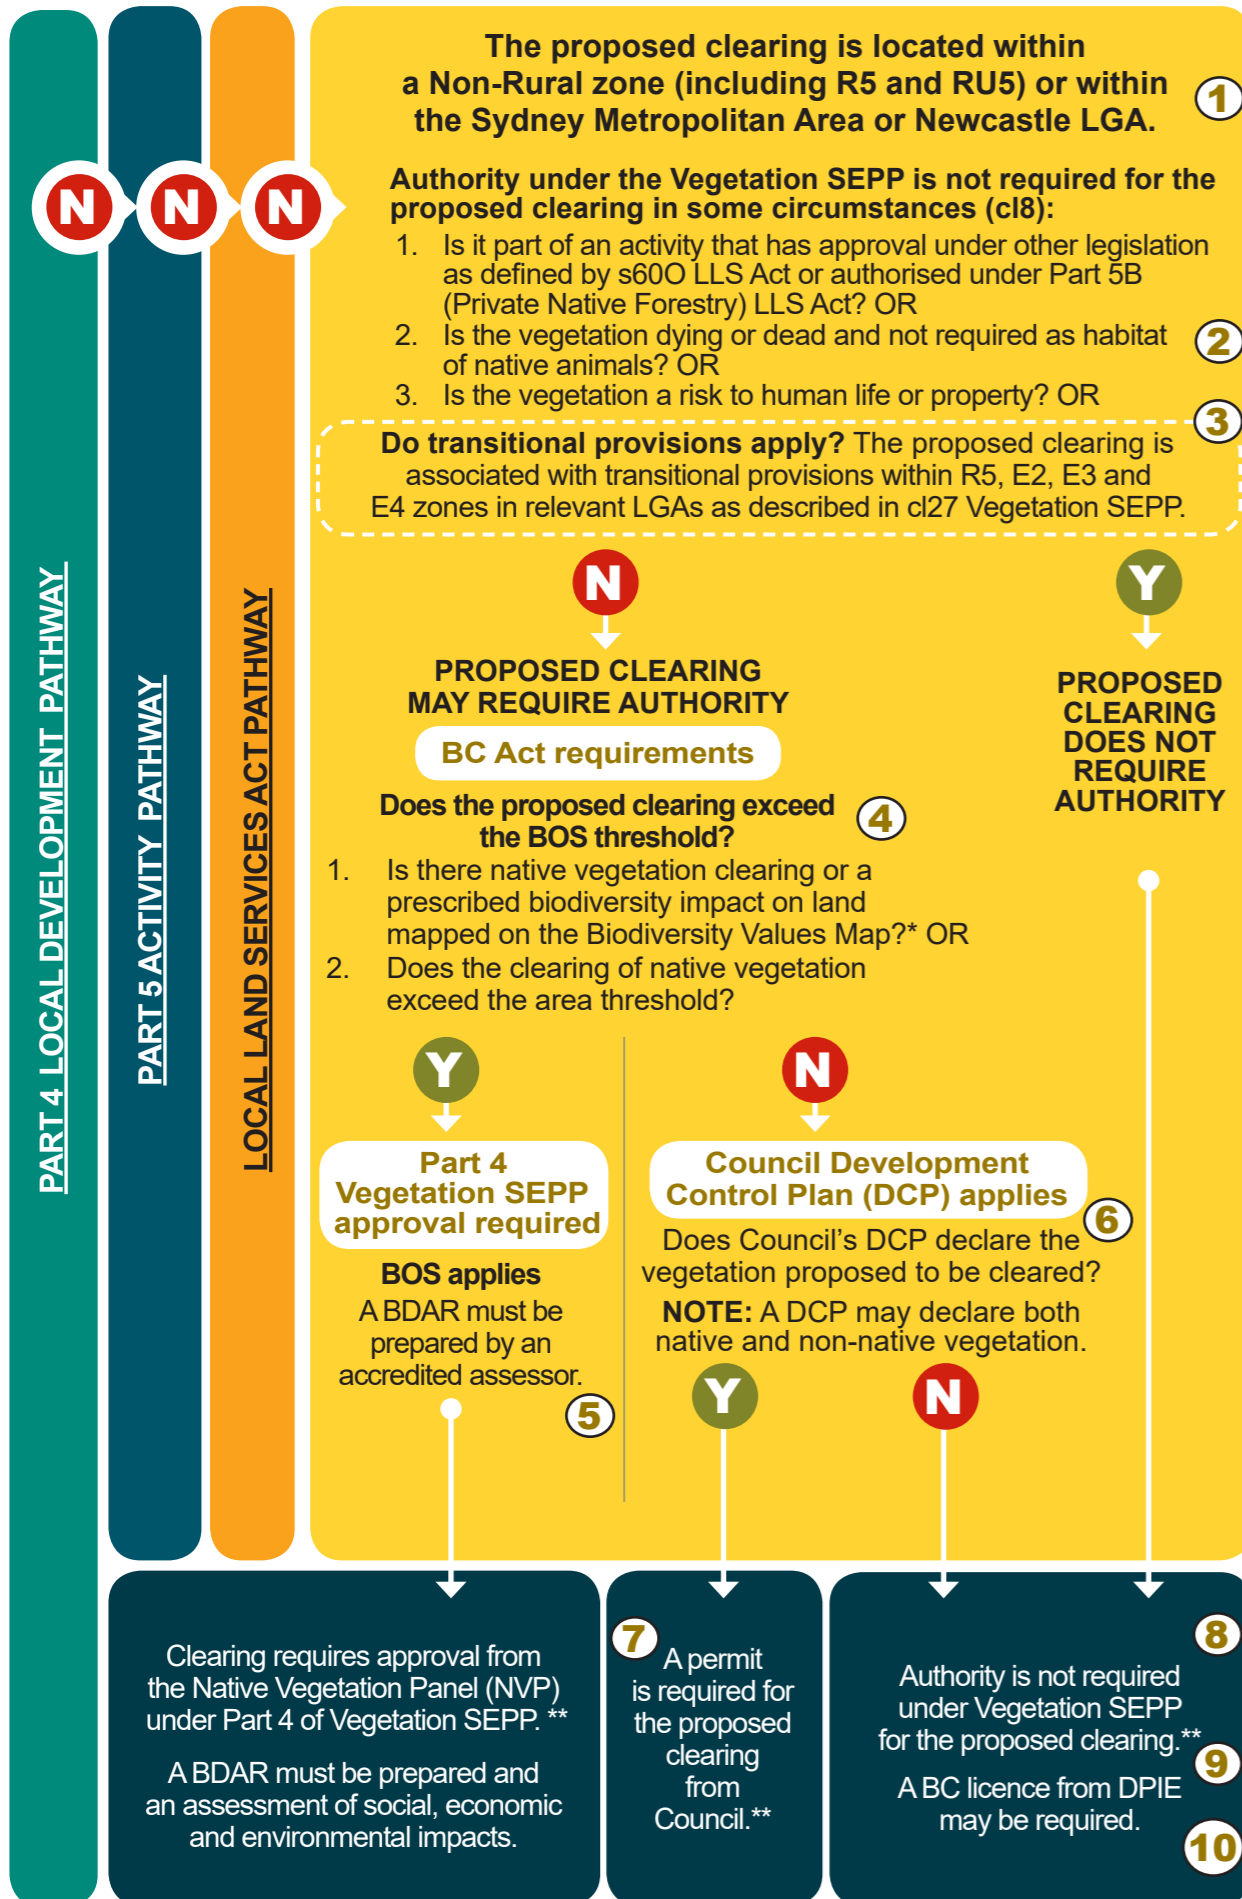 PART 4 LOCAL DEVELOPMENT PATHWAY
PART 5 ACTIVITY PATHWAY
LOCAL LAND SERVICES ACT PATHWAY
N
N
N
The proposed clearing is located within
a Non-Rural zone (including R5 and RU5) or within
the Sydney Metropolitan Area or Newcastle LGA.
1
Authority under the Vegetation SEPP is not required for the
proposed clearing in some circumstances (cl8):
1. Is it part of an activity that has approval under other legislation
as defined by s60O LLS Act or authorised under Part 5B
(Private Native Forestry) LLS Act? OR
2. Is the vegetation dying or dead and not required as habitat
of native animals? OR
2
3. Is the vegetation a risk to human life or property? OR
3
Do transitional provisions apply? The proposed clearing is
associated with transitional provisions within R5, E2, E3 and
E4 zones in relevant LGAs as described in cl27 Vegetation SEPP.
N
Y
PROPOSED CLEARING
MAY REQUIRE AUTHORITY
PROPOSED
CLEARING
DOES NOT
REQUIRE
AUTHORITY
BC Act requirements
Does the proposed clearing exceed
the BOS threshold?
4
1. Is there native vegetation clearing or a
prescribed biodiversity impact on land
mapped on the Biodiversity Values Map?* OR
2. Does the clearing of native vegetation
exceed the area threshold?
Y
N
Part 4
Vegetation SEPP
approval required
BOS applies
A BDAR must be
prepared by an
accredited assessor.
5
Council Development
Control Plan (DCP) applies
6
Does Council's DCP declare the
vegetation proposed to be cleared?
NOTE: A DCP may declare both
native and non-native vegetation.
Y
N
Clearing requires approval from
the Native Vegetation Panel (NVP)
under Part 4 of Vegetation SEPP. **
A BDAR must be prepared and
an assessment of social, economic
and environmental impacts.
7
A permit
is required for
the proposed
clearing
from
Council.**
8
Authority is not required
under Vegetation SEPP
for the proposed clearing.**
9
A BC licence from DPIE
may be required.
10